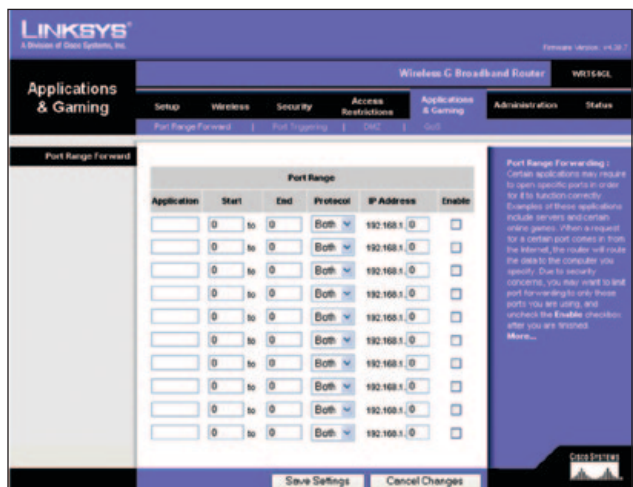 LINKSYS®
A Division of Cisco Systems, Inc.
Firmware Version: v4.30.7
Applications & Gaming
Wireless-G Broadband Router WRT54GL
Setup Wireless Security Access Restrictions Applications & Gaming Administration Status
Port Range Forward | Port Triggering | DMZ | QoS
Port Range Forward
Port Range
Application Start End Protocol IP Address Enable
0 to 0 Both 192.168.1. 0
0 to 0 Both 192.168.1. 0
0 to 0 Both 192.168.1. 0
0 to 0 Both 192.168.1. 0
0 to 0 Both 192.168.1. 0
0 to 0 Both 192.168.1. 0
0 to 0 Both 192.168.1. 0
0 to 0 Both 192.168.1. 0
0 to 0 Both 192.168.1. 0
0 to 0 Both 192.168.1. 0
Port Range Forwarding :
Certain applications may require
to open specific ports in order
for it to function correctly.
Examples of these applications
include servers and certain
online games. When a request
for a certain port comes in from
the Internet, the router will route
the data to the computer you
specify. Due to security
concerns, you may want to limit
port forwarding to only those
ports you are using, and
uncheck the Enable checkbox
after you are finished.
More...
Save Settings Cancel Changes
CISCO SYSTEMS